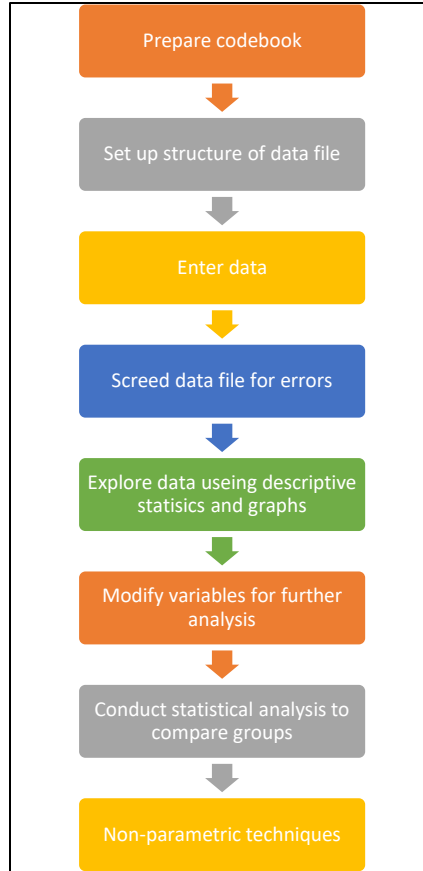 Prepare codebook
Set up structure of data file
Enter data
Screed data file for errors
Explore data useing descriptive
statisics and graphs
Modify variables for further
analysis
Conduct statistical analysis to
compare groups
Non-parametric techniques